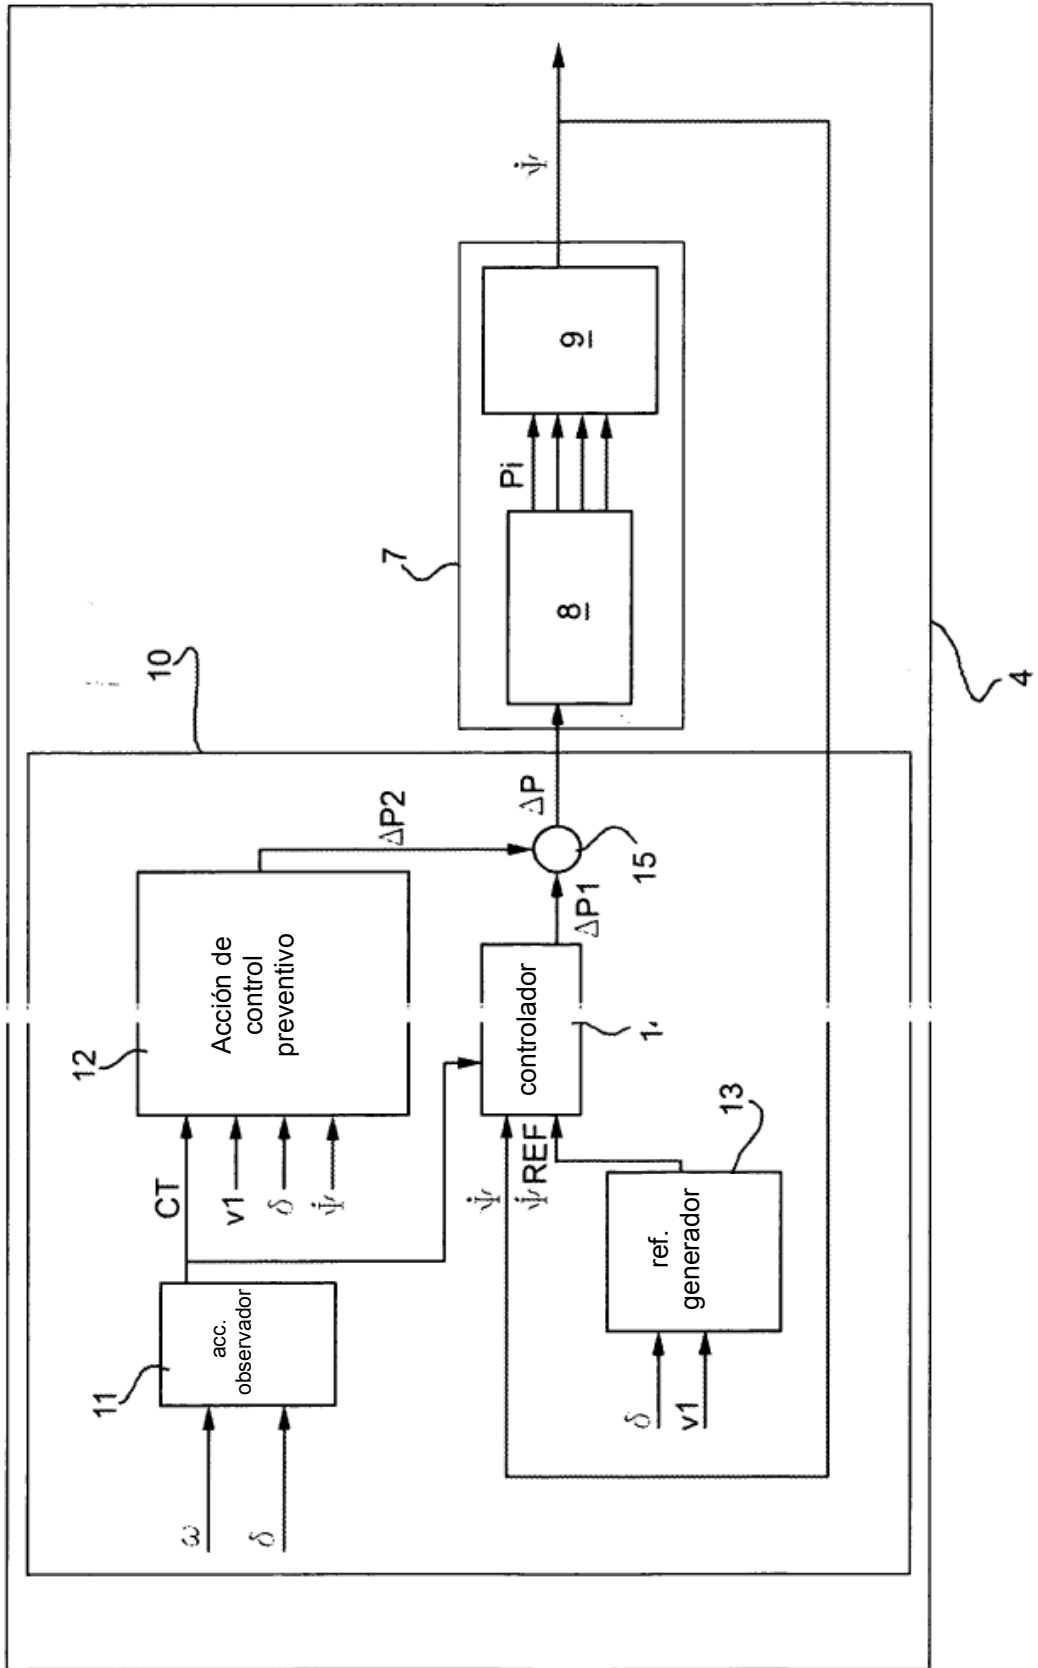 ω
δ
11
acc.
observador
CT
v1
δ
ψ̇
12
Acción de
control
preventivo
ΔP2
10
ψ̇
ψ̇REF
controlador
ΔP1
15
ΔP
δ
v1
ref.
generador
13
7
8
Pi
9
ψ̇
4